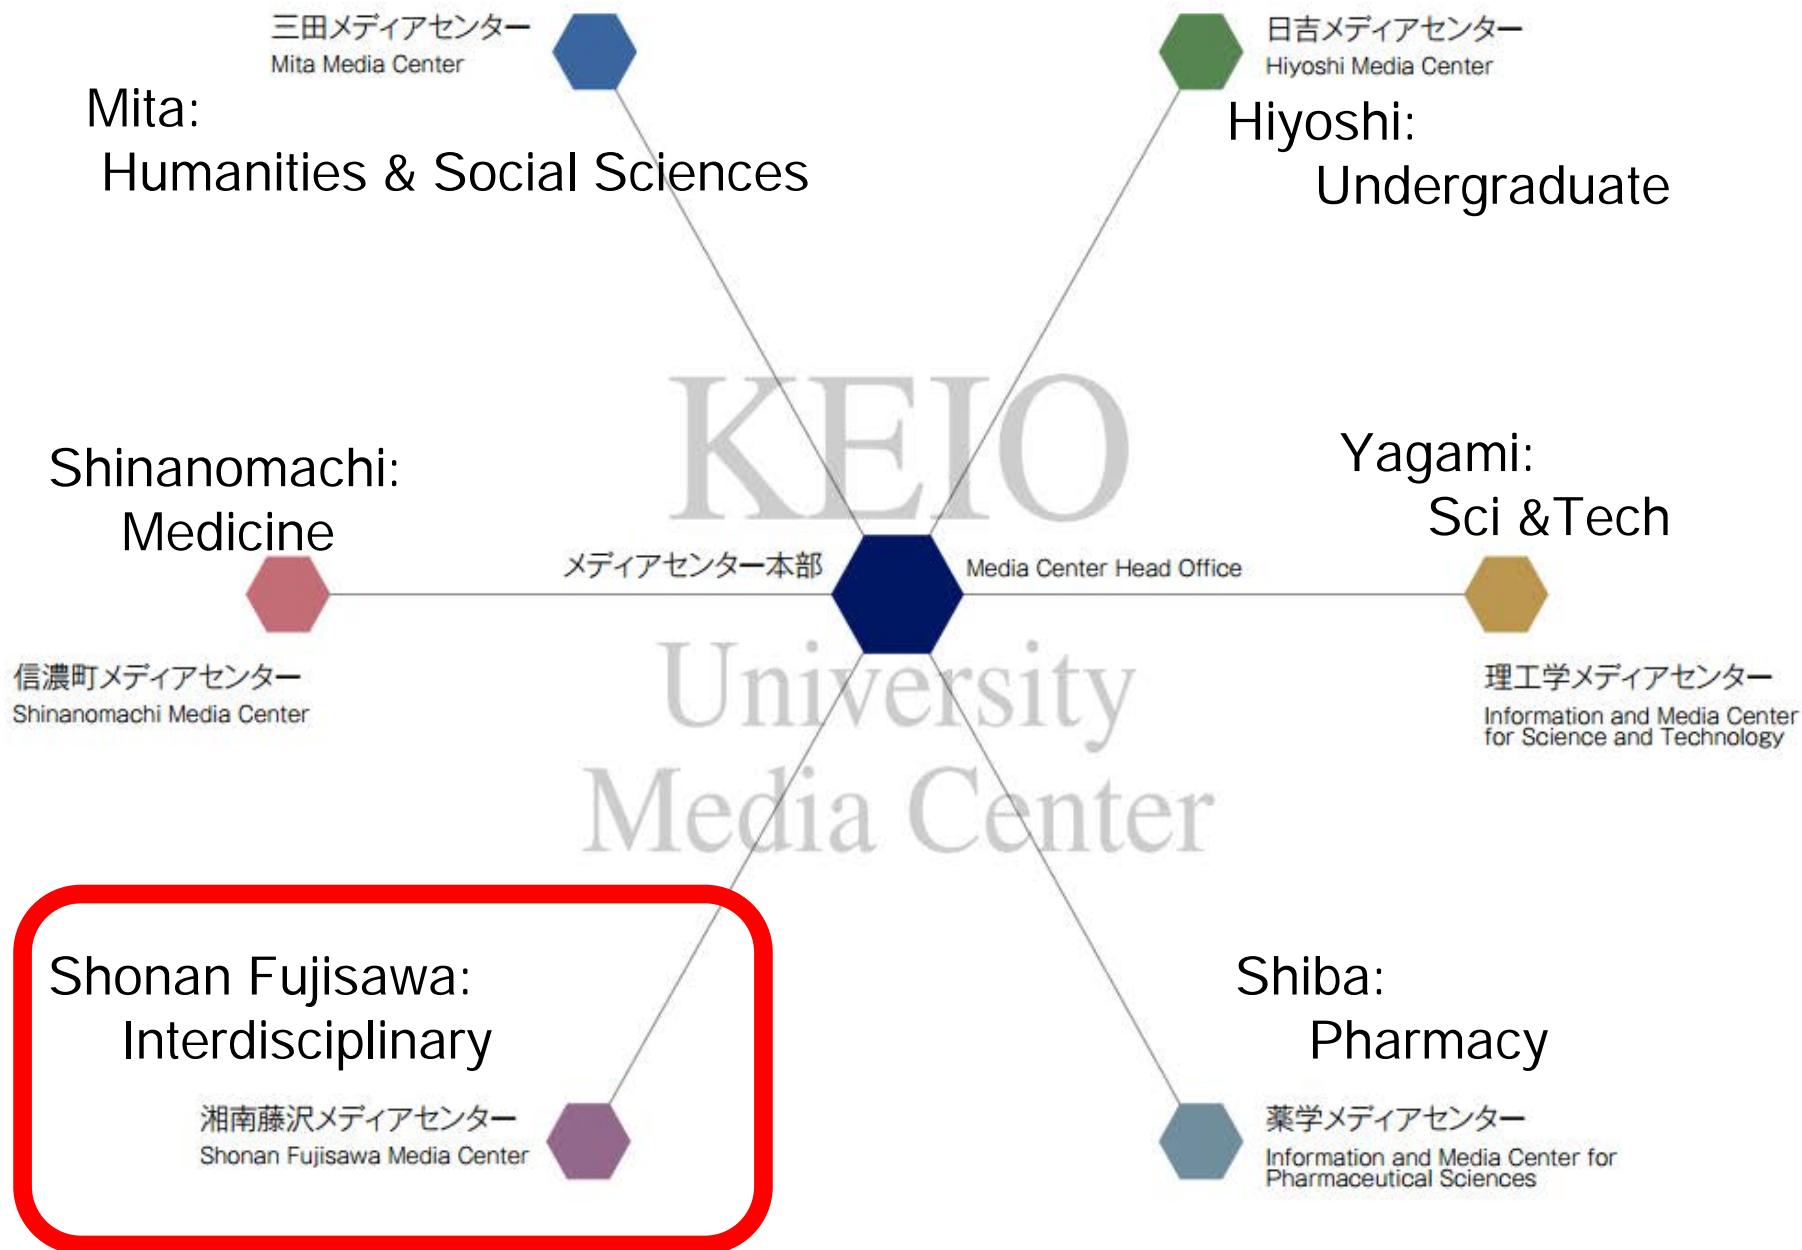 三田メディアセンター
Mita Media Center
Mita:
Humanities & Social Sciences
日吉メディアセンター
Hiyoshi Media Center
Hiyoshi:
Undergraduate
KEIO
University
Media Center
Shinanomachi:
Medicine
信濃町メディアセンター
Shinanomachi Media Center
メディアセンター本部
Media Center Head Office
Yagami:
Sci &Tech
理工学メディアセンター
Information and Media Center
for Science and Technology
Shonan Fujisawa:
Interdisciplinary
湘南藤沢メディアセンター
Shonan Fujisawa Media Center
Shiba:
Pharmacy
薬学メディアセンター
Information and Media Center for
Pharmaceutical Sciences